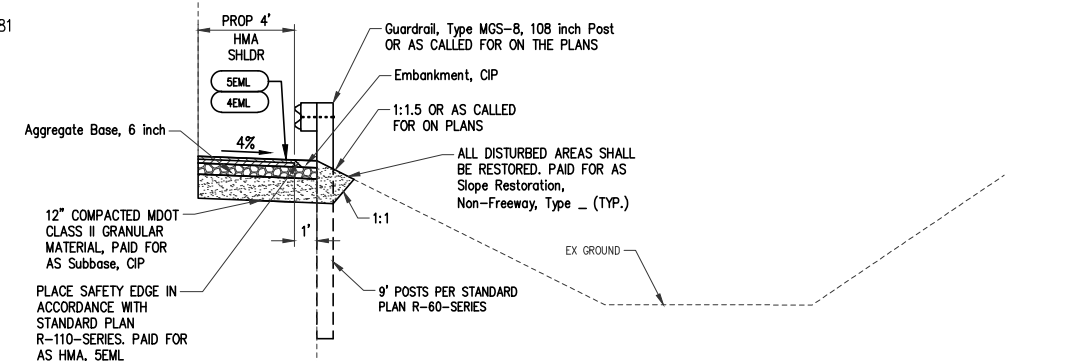 81
PROP 4'
HMA
SHLDR
5EML
4EML
Guardrail, Type MGS-8, 108 inch Post
OR AS CALLED FOR ON THE PLANS
Embankment, CIP
1:1.5 OR AS CALLED
FOR ON PLANS
Aggregate Base, 6 inch
4%
ALL DISTURBED AREAS SHALL
BE RESTORED. PAID FOR AS
Slope Restoration,
Non-Freeway, Type _ (TYP.)
12" COMPACTED MDOT
CLASS II GRANULAR
MATERIAL, PAID FOR
AS Subbase, CIP
1:1
1'
EX GROUND
PLACE SAFETY EDGE IN
ACCORDANCE WITH
STANDARD PLAN
R-110-SERIES. PAID FOR
AS HMA, 5EML
9' POSTS PER STANDARD
PLAN R-60-SERIES